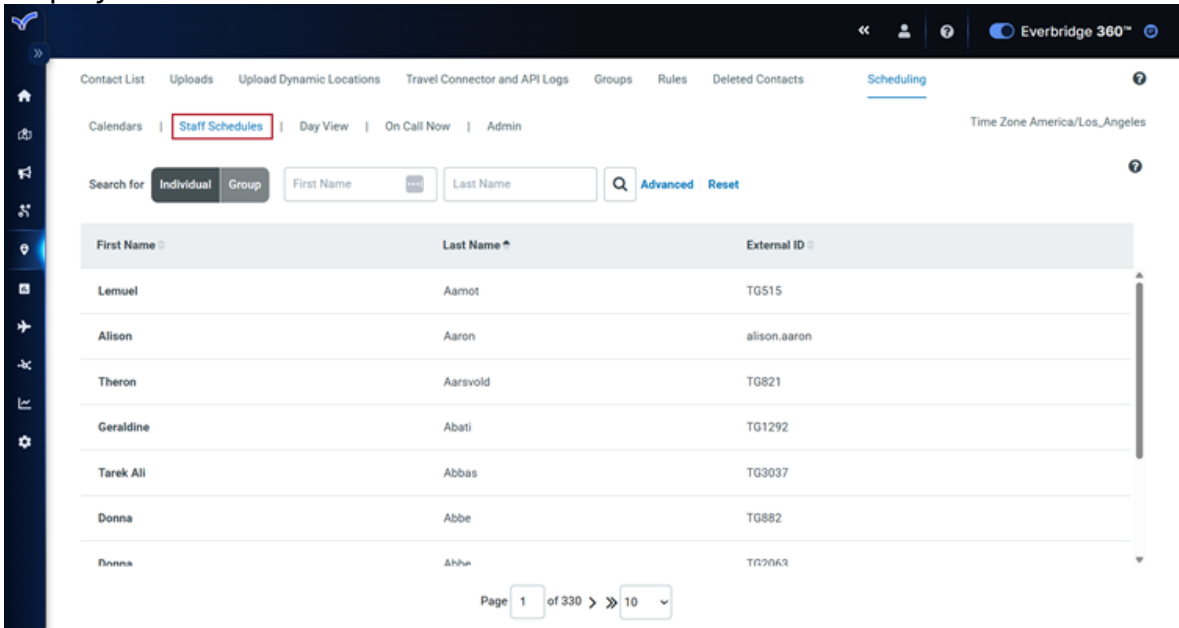 Everbridge 360™
Contact List Uploads Upload Dynamic Locations Travel Connector and API Logs Groups Rules Deleted Contacts Scheduling
Calendars | Staff Schedules | Day View | On Call Now | Admin Time Zone America/Los_Angeles
Search for Individual Group First Name Last Name Advanced Reset
First Name Last Name External ID
Lemuel Aamot TG515
Alison Aaron alison.aaron
Theron Aarsvold TG821
Geraldine Abati TG1292
Tarek Ali Abbas TG3037
Donna Abbe TG882
Donna Abbe TG2063
Page 1 of 330 10